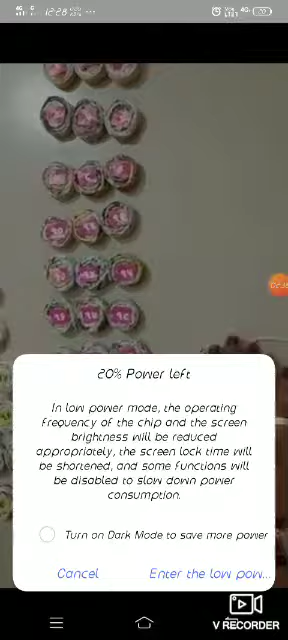 12:28
20% Power left
In low power mode, the operating
frequency of the chip and the screen
brightness will be reduced
appropriately, the screen lock time will
be shortened, and some functions will
be disabled to slow down power
consumption.
Turn on Dark Mode to save more power
Cancel
Enter the low pow...
V RECORDER